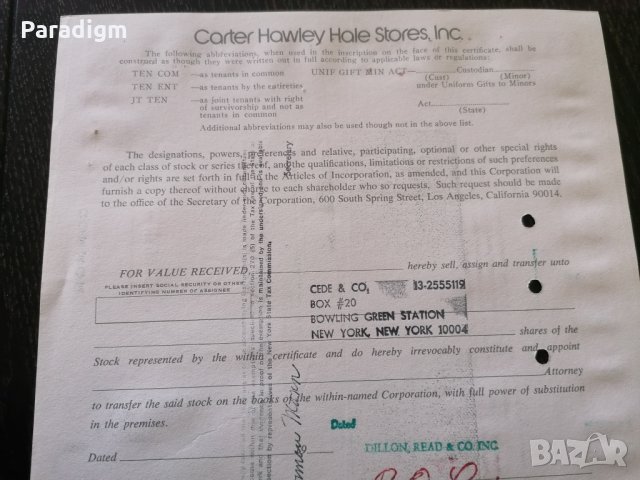 Paradigm
Carter Hawley Hale Stores, Inc.
The following abbreviations, when used in the inscription on the face of this certificate, shall be
construed as though they were written out in full according to applicable laws or regulations:
TEN COM —as tenants in common UNIF GIFT MIN ACT— Custodian
(Cust) (Minor)
TEN ENT —as tenants by the entireties under Uniform Gifts to Minors
JT TEN —as joint tenants with right Act
of survivorship and not as (State)
tenants in common
Additional abbreviations may also be used though not in the above list.
The designations, powers, preferences and relative, participating, optional or other special rights
of each class of stock or series thereof, and the qualifications, limitations or restrictions of such preferences
and/or rights are set forth in full in the Articles of Incorporation, as amended, and this Corporation will
furnish a copy thereof without charge to each shareholder who so requests. Such request should be made
to the office of the Secretary of the Corporation, 600 South Spring Street, Los Angeles, California 90014.
Secretary
FOR VALUE RECEIVED, hereby sell, assign and transfer unto
PLEASE INSERT SOCIAL SECURITY OR OTHER
IDENTIFYING NUMBER OF ASSIGNEE
CEDE & CO. 13-2555119
BOX #20
BOWLING GREEN STATION
NEW YORK, NEW YORK 10004 shares of the
Stock represented by the within certificate and do hereby irrevocably constitute and appoint
Attorney
to transfer the said stock on the books of the within-named Corporation, with full power of substitution
in the premises.
Dated
Dated
DILLON, READ & CO. INC.
BAZAR
bg